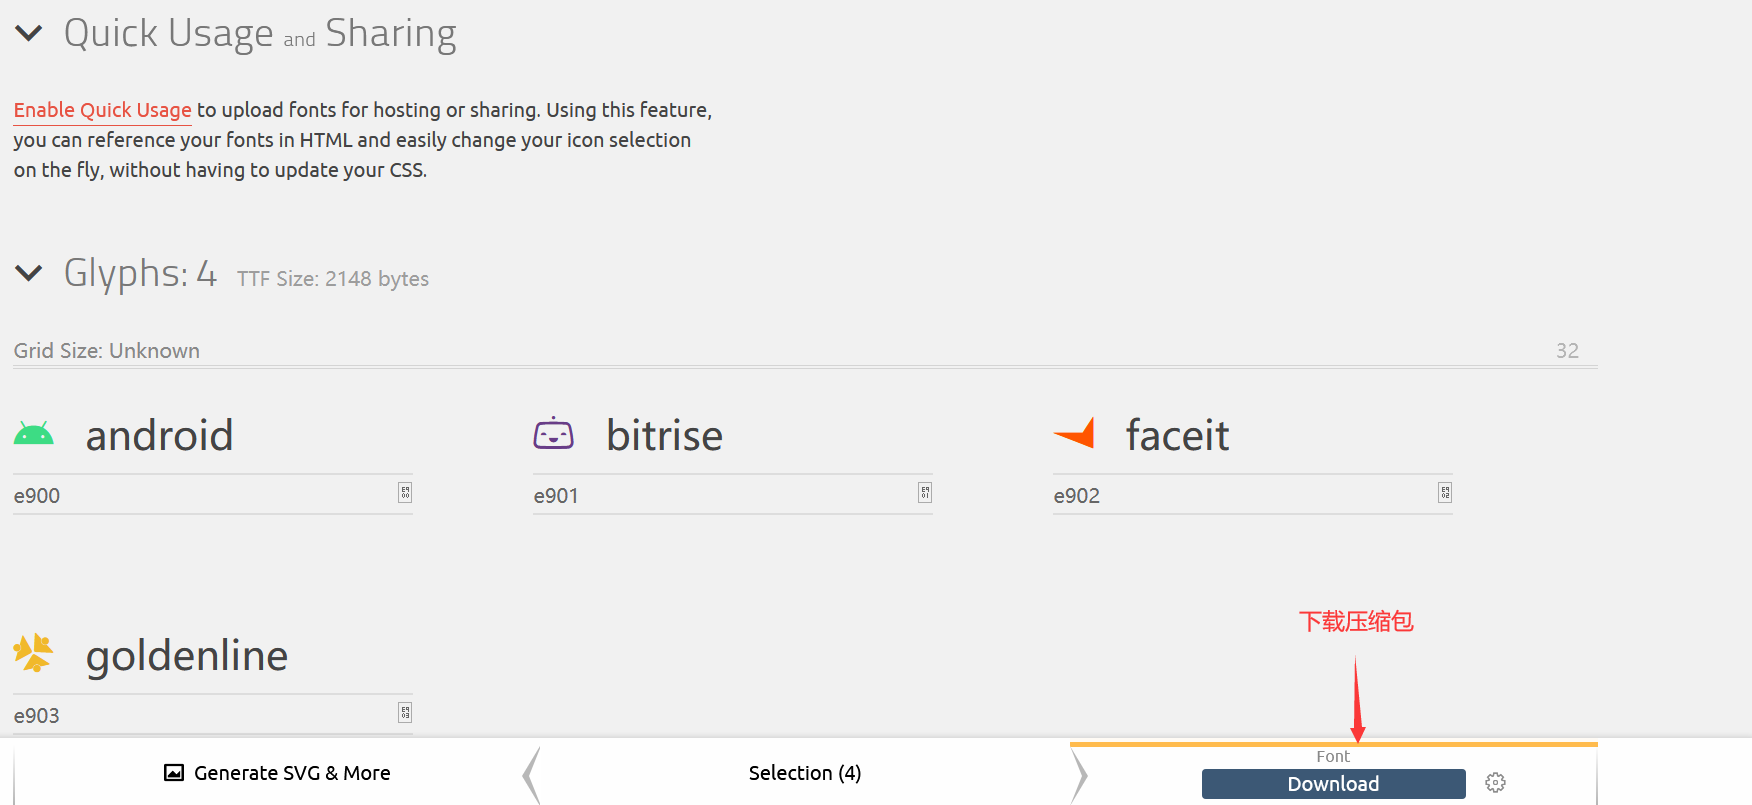 Quick Usage and Sharing
Enable Quick Usage to upload fonts for hosting or sharing. Using this feature,
you can reference your fonts in HTML and easily change your icon selection
on the fly, without having to update your CSS.
Glyphs: 4 TTF Size: 2148 bytes
Grid Size: Unknown 32
android bitrise faceit
e900 e901 e902
goldenline
e903
下载压缩包
Font
Generate SVG & More Selection (4) Download